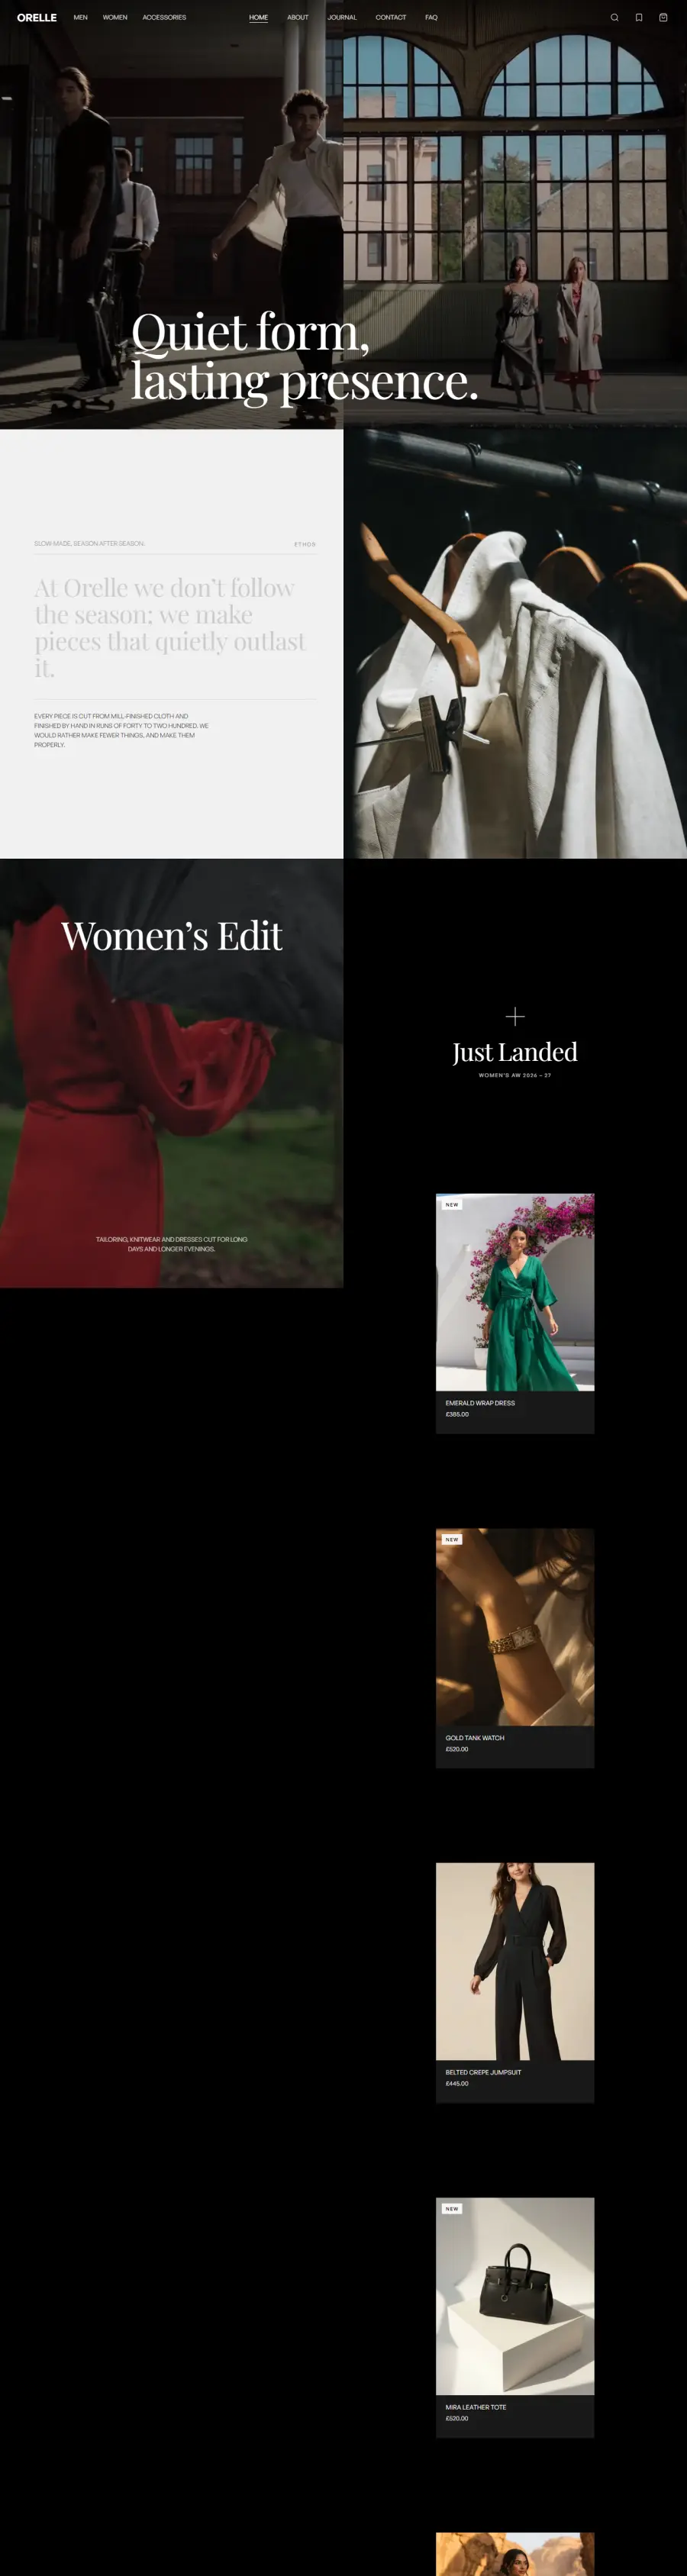 ORELLE
MEN
WOMEN
ACCESSORIES
HOME
ABOUT
JOURNAL
CONTACT
FAQ
Quiet form,
lasting presence.
SLOW MADE, SEASON AFTER SEASON.
ETHOS
At Orelle we don’t follow
the season; we make
pieces that quietly outlast
it.
EVERY PIECE IS CUT FROM MILL-FINISHED CLOTH AND
FINISHED BY HAND IN RUNS OF FORTY TO TWO HUNDRED. WE
WOULD RATHER MAKE FEWER THINGS, AND MAKE THEM
PROPERLY.
Women’s Edit
TAILORING, KNITWEAR AND DRESSES CUT FOR LONG
DAYS AND LONGER EVENINGS.
Just Landed
WOMEN'S AW 2026 – 27
NEW
EMERALD WRAP DRESS
£385.00
NEW
GOLD TANK WATCH
£520.00
BELTED CREPE JUMPSUIT
£445.00
NEW
MIRA LEATHER TOTE
£520.00